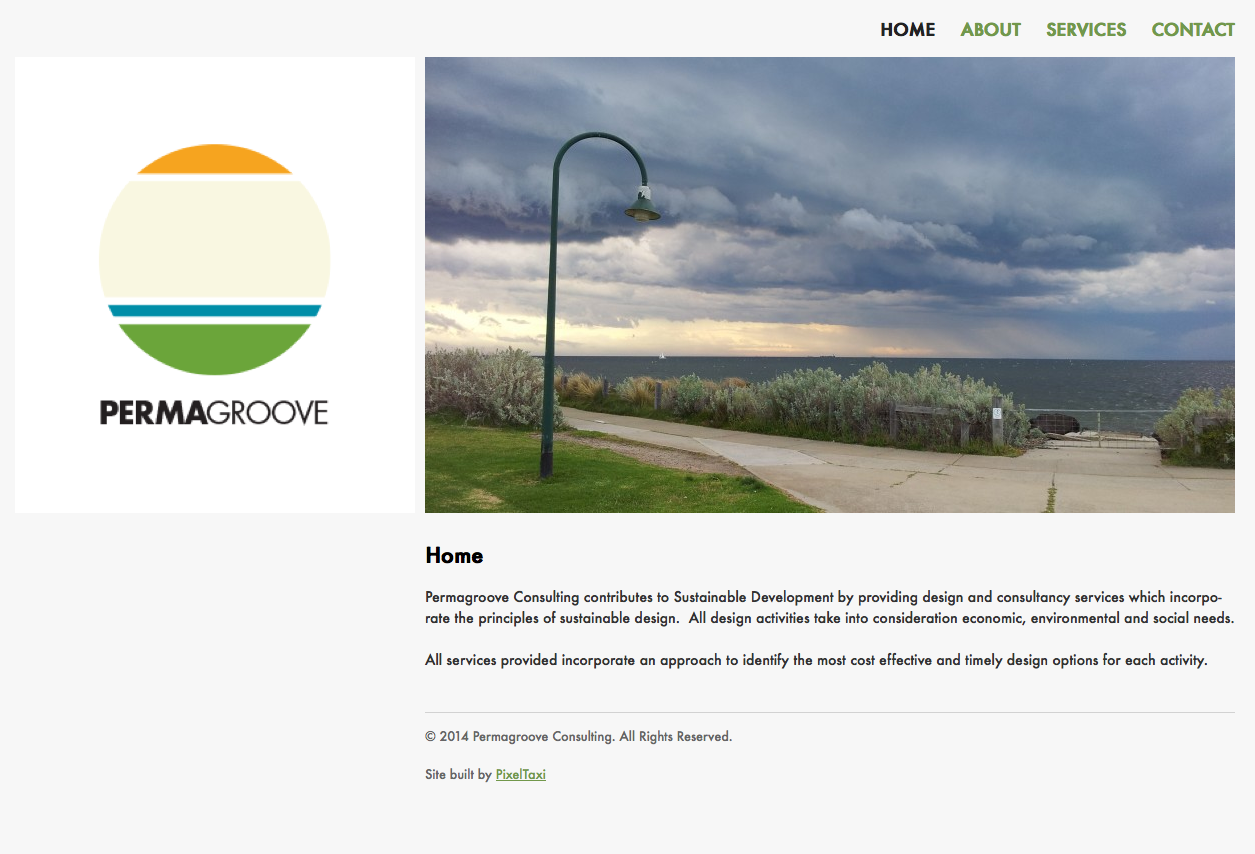 HOME ABOUT SERVICES CONTACT
PERMAGROOVE
Home
Permagroove Consulting contributes to Sustainable Development by providing design and consultancy services which incorpo-
rate the principles of sustainable design.  All design activities take into consideration economic, environmental and social needs.
All services provided incorporate an approach to identify the most cost effective and timely design options for each activity.
© 2014 Permagroove Consulting. All Rights Reserved.
Site built by PixelTaxi